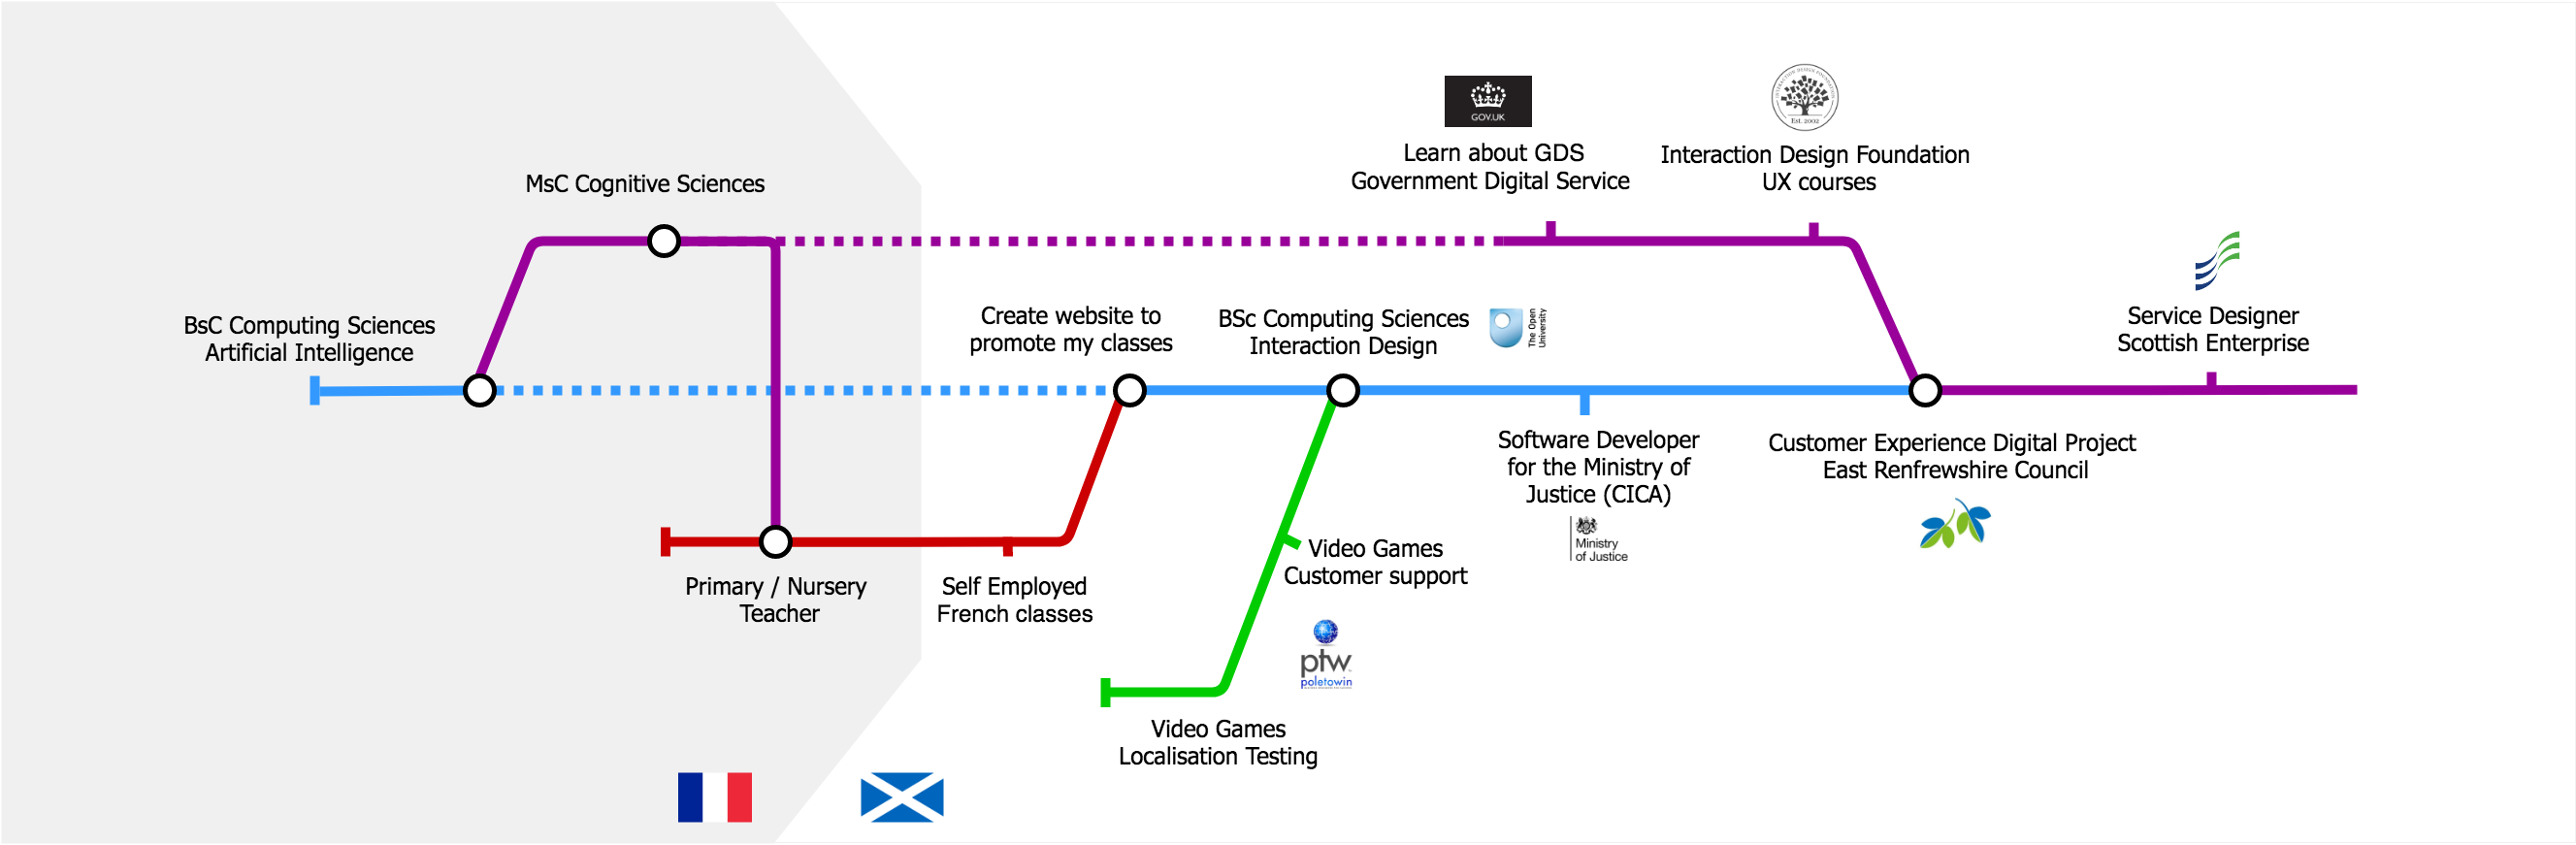 GOV.UK
Learn about GDS
Government Digital Service
INTERACTION DESIGN FOUNDATION
Est. 2002
Interaction Design Foundation
UX courses
MsC Cognitive Sciences
BsC Computing Sciences
Artificial Intelligence
Create website to
promote my classes
BSc Computing Sciences
Interaction Design
The Open
University
Service Designer
Scottish Enterprise
Software Developer
for the Ministry of
Justice (CICA)
Ministry
of Justice
Customer Experience Digital Project
East Renfrewshire Council
Primary / Nursery
Teacher
Self Employed
French classes
Video Games
Customer support
ptw
poletowin
Video Games
Localisation Testing